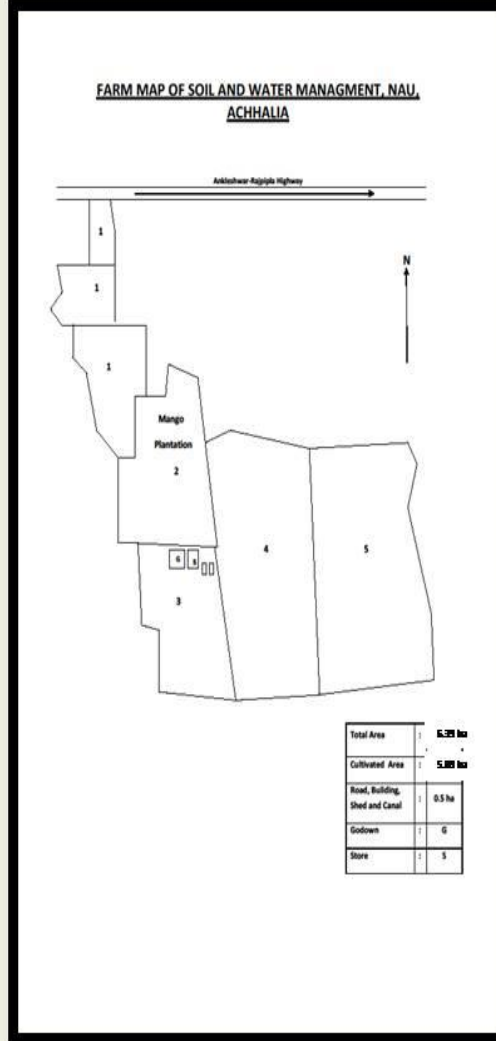 FARM MAP OF SOIL AND WATER MANAGMENT, NAU,
ACHHALIA
Ankleshwar-Rajpipla Highway
N
1
1
1
Mango
Plantation
2
4
5
G
3
Total Area :
Cultivated Area :
Road, Building,
Shed and Canal : 0.5 ha
Godown : G
Store : S